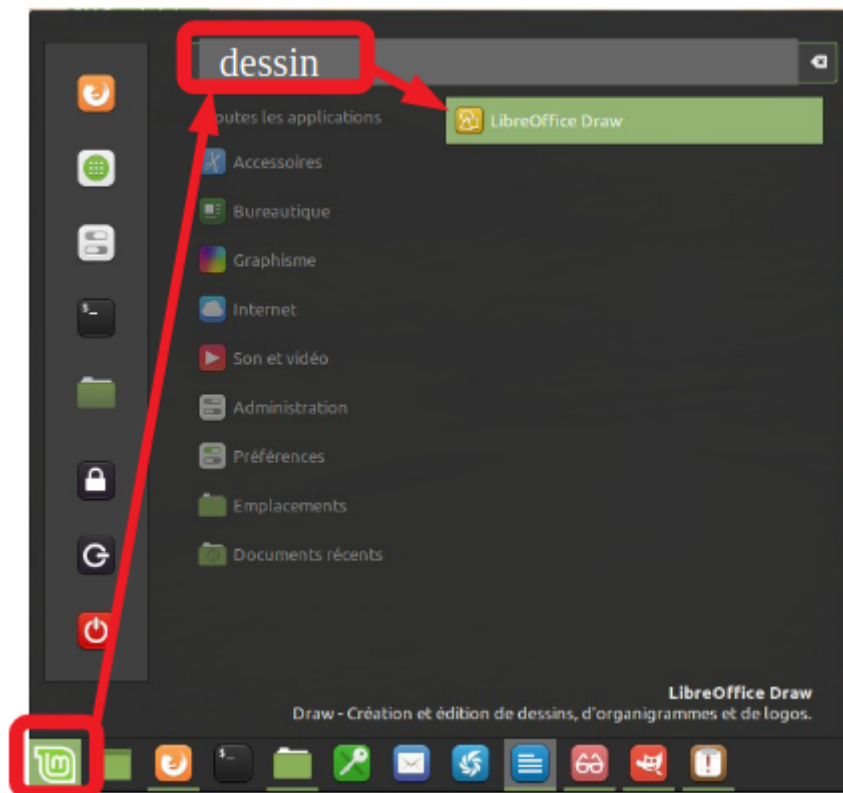 dessin
outes les applications
LibreOffice Draw
Accessoires
Bureautique
Graphisme
Internet
Son et vidéo
Administration
Préférences
Emplacements
Documents récents
LibreOffice Draw
Draw - Création et édition de dessins, d'organigrammes et de logos.